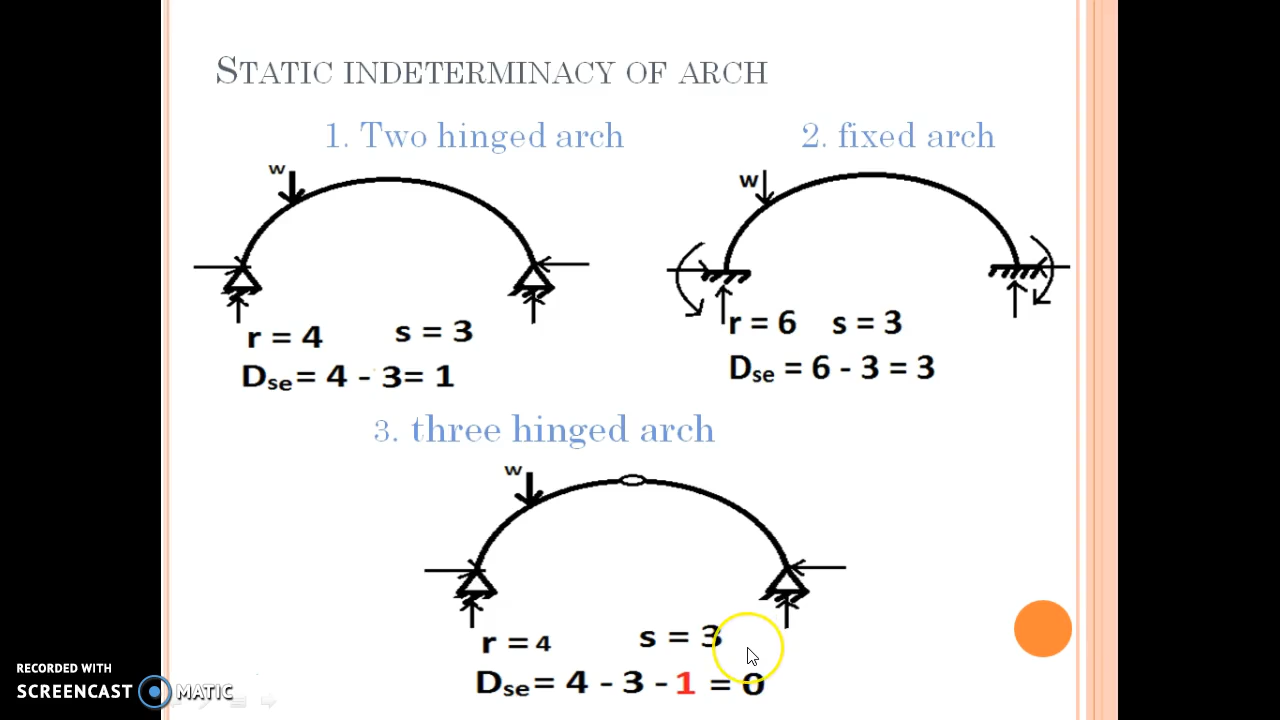 STATIC INDETERMINACY OF ARCH
1. Two hinged arch
2. fixed arch
w
w
r = 4 s = 3
Dse = 4 - 3 = 1
r = 6 s = 3
Dse = 6 - 3 = 3
3. three hinged arch
w
r = 4 s = 3
Dse = 4 - 3 - 1 = 0
RECORDED WITH
SCREENCAST MATIC